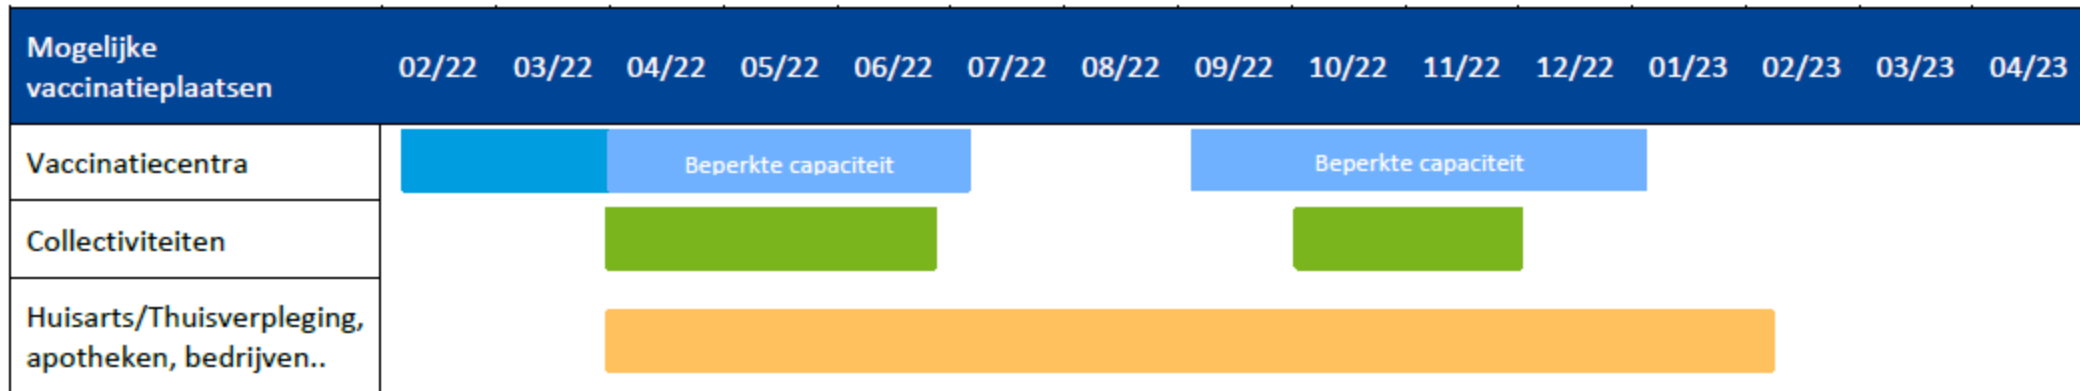 Mogelijke
vaccinatieplaatsen
02/22 03/22 04/22 05/22 06/22 07/22 08/22 09/22 10/22 11/22 12/22 01/23 02/23 03/23 04/23
Vaccinatiecentra
Beperkte capaciteit
Beperkte capaciteit
Collectiviteiten
Huisarts/Thuisverpleging,
apotheken, bedrijven..